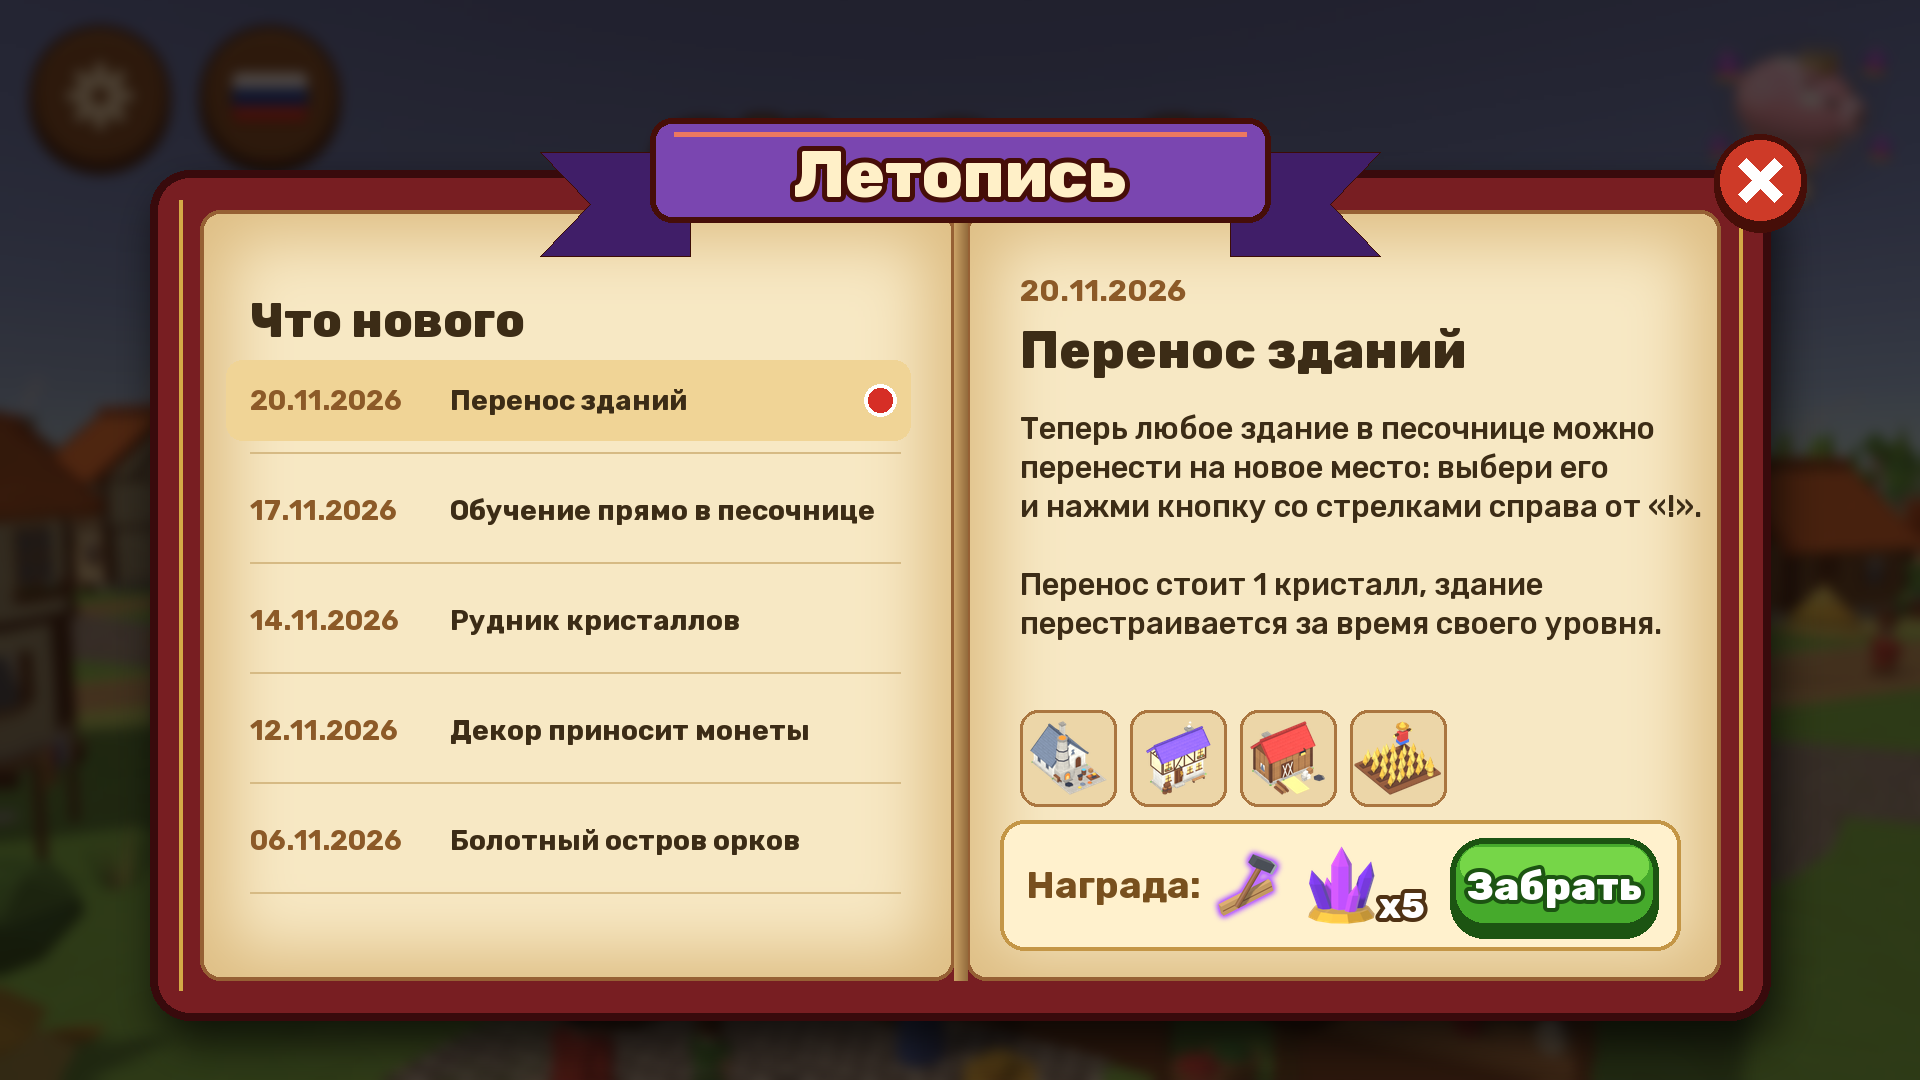 Летопись
Что нового
20.11.2026 Перенос зданий
17.11.2026 Обучение прямо в песочнице
14.11.2026 Рудник кристаллов
12.11.2026 Декор приносит монеты
06.11.2026 Болотный остров орков
20.11.2026
Перенос зданий
Теперь любое здание в песочнице можно
перенести на новое место: выбери его
и нажми кнопку со стрелками справа от «!».
Перенос стоит 1 кристалл, здание
перестраивается за время своего уровня.
Награда: x5 Забрать